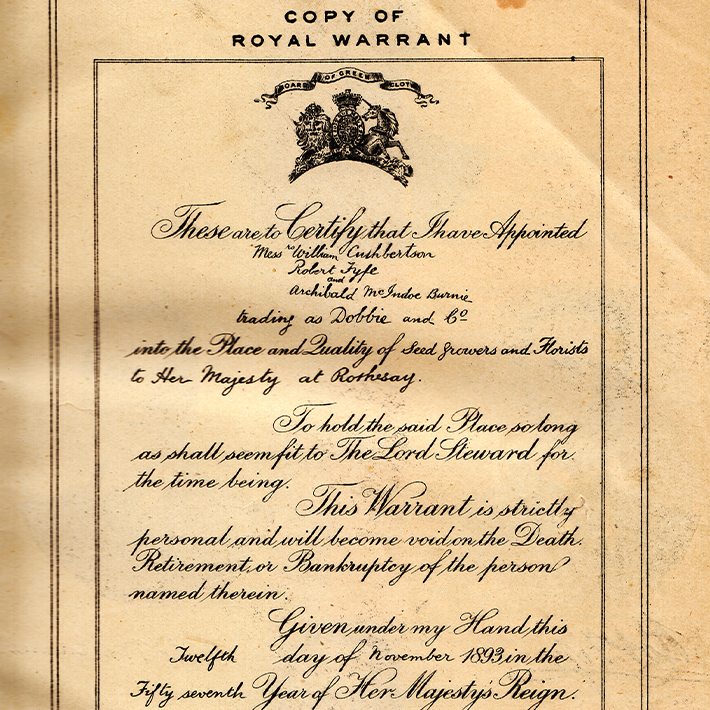 COPY OF
ROYAL WARRANT
BOARD OF GREEN CLOTH
These are to Certify that I have Appointed
Messrs William Cuthbertson
Robert Fyfe
and
Archibald McIndoe Burnie
trading as Dobbie and Co
into the Place and Quality of Seed Growers and Florists
to Her Majesty at Rothesay.
To hold the said Place so long
as shall seem fit to The Lord Steward for
the time being.
This Warrant is strictly
personal and will become void on the Death.
Retirement, or Bankruptcy of the person
named therein.
Given under my Hand this
Twelfth day of November 1893 in the
Fifty seventh Year of Her Majesty's Reign.